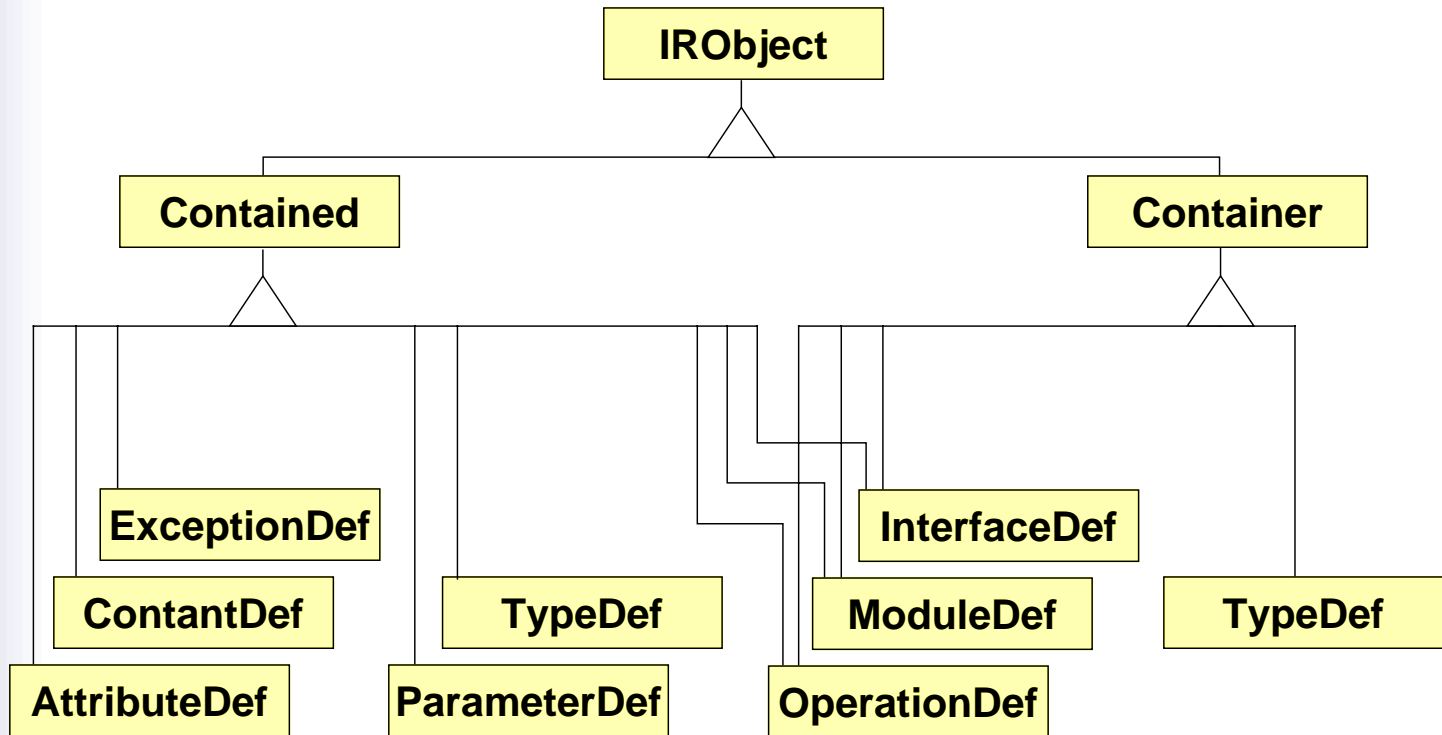 IRObject
Contained
Container
ExceptionDef
InterfaceDef
ContantDef
TypeDef
ModuleDef
TypeDef
AttributeDef
ParameterDef
OperationDef